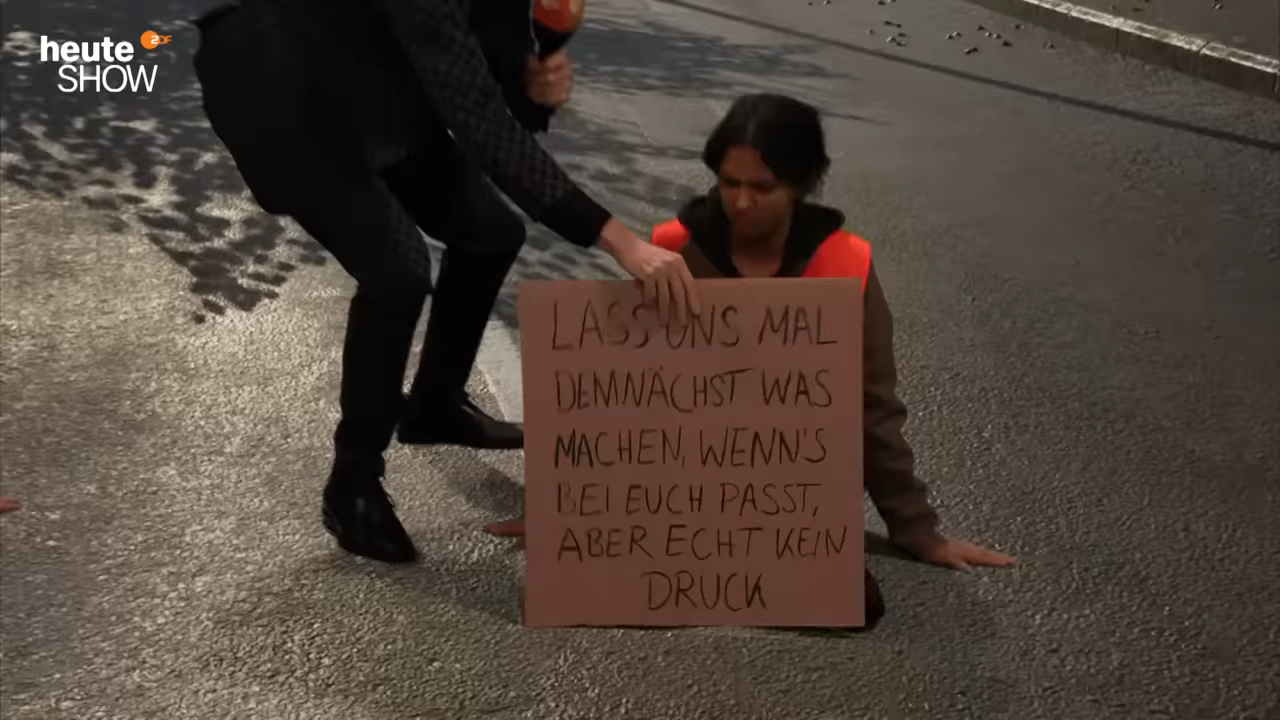 heute ZDF
SHOW
LASS UNS MAL
DEMNÄCHST WAS
MACHEN, WENN'S
BEI EUCH PASST,
ABER ECHT KEIN
DRUCK